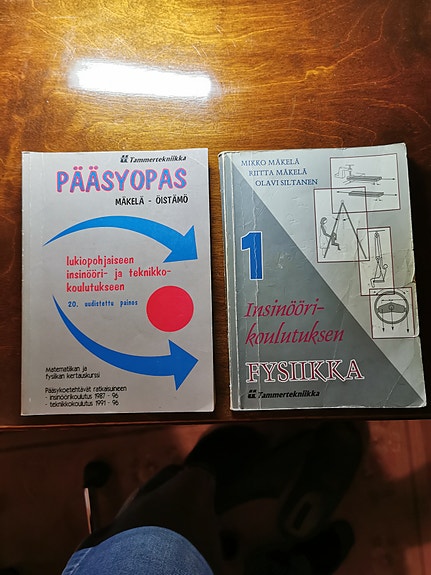 Tammertekniikka
PÄÄSYOPAS
MÄKELÄ - ÖISTÄMÖ
lukiopohjaiseen
insinööri- ja teknikko-
koulutukseen
20. uudistettu painos
Matematiikan ja
fysiikan kertauskurssi
Pääsykoetehtävät ratkaisuineen
- insinöörikoulutus 1987 - 96
- teknikkokoulutus 1991 - 96
MIKKO MÄKELÄ
RIITTA MÄKELÄ
OLAVI SILTANEN
1
Insinööri-
koulutuksen
FYSIIKKA
Tammertekniikka